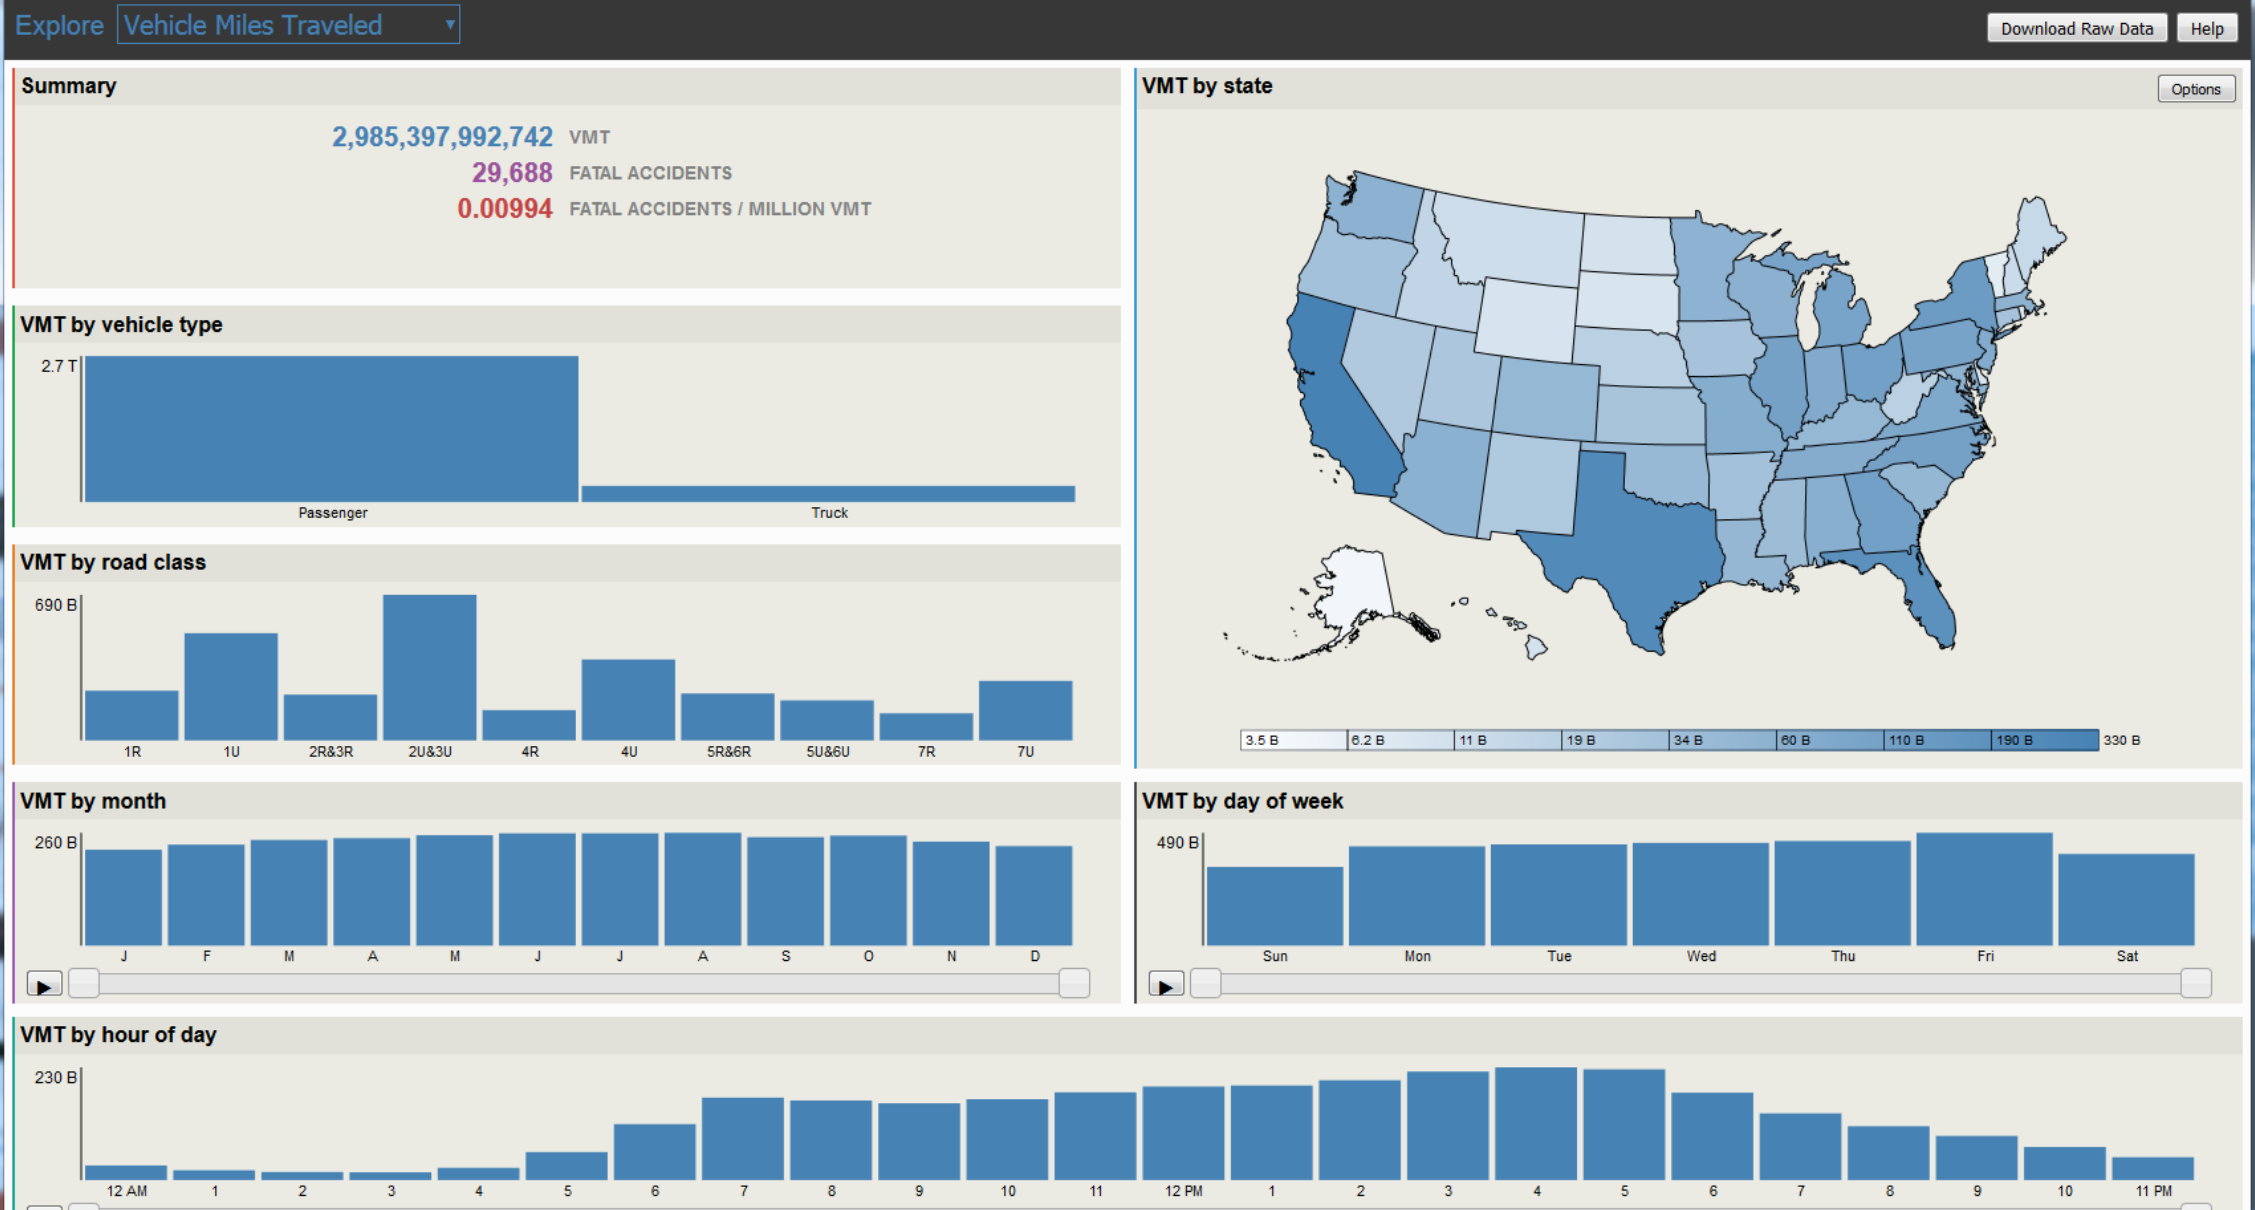 Explore Vehicle Miles Traveled ▼ Download Raw Data Help
Summary
2,985,397,992,742 VMT
29,688 FATAL ACCIDENTS
0.00994 FATAL ACCIDENTS / MILLION VMT
VMT by vehicle type
2.7 T
Passenger Truck
VMT by road class
690 B
1R 1U 2R&3R 2U&3U 4R 4U 5R&6R 5U&6U 7R 7U
VMT by state Options
3.5 B 6.2 B 11 B 19 B 34 B 60 B 110 B 190 B 330 B
VMT by month
260 B
J F M A M J J A S O N D
VMT by day of week
490 B
Sun Mon Tue Wed Thu Fri Sat
VMT by hour of day
230 B
12 AM 1 2 3 4 5 6 7 8 9 10 11 12 PM 1 2 3 4 5 6 7 8 9 10 11 PM